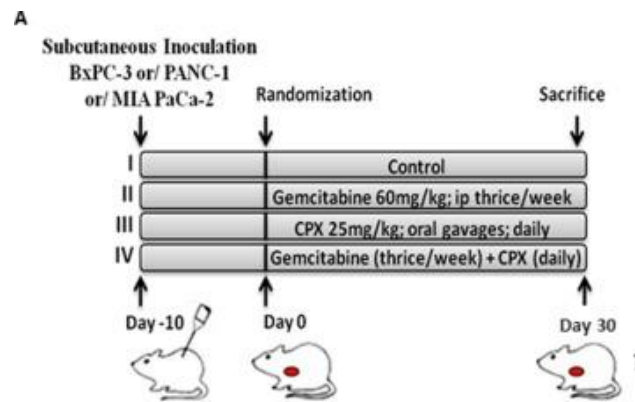 A
Subcutaneous Inoculation
BxPC-3 or/ PANC-1
or/ MIA PaCa-2
Randomization
Sacrifice
I
Control
II
Gemcitabine 60mg/kg; ip thrice/week
III
CPX 25mg/kg; oral gavages; daily
IV
Gemcitabine (thrice/week) + CPX (daily)
Day -10
Day 0
Day 30